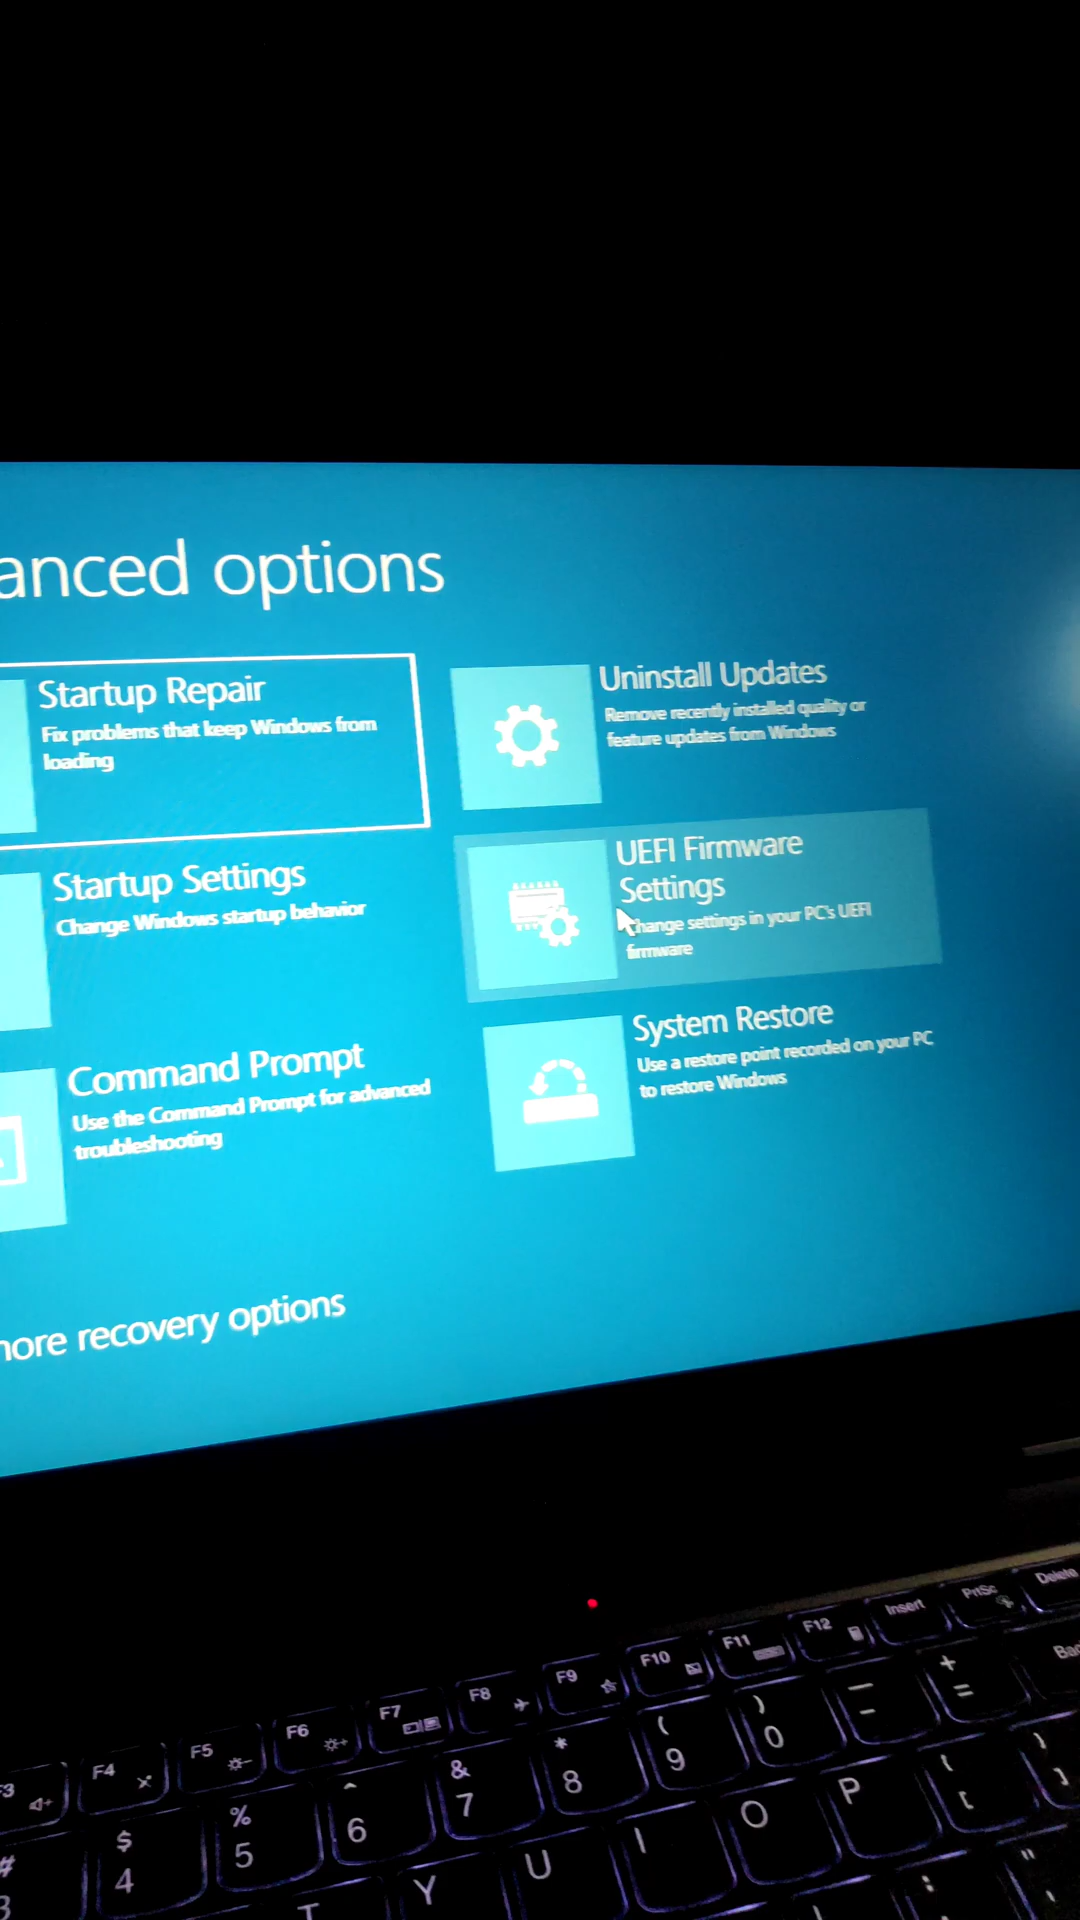 anced options
Startup Repair
Fix problems that keep Windows from
loading
Uninstall Updates
Remove recently installed quality or
feature updates from Windows
Startup Settings
Change Windows startup behavior
UEFI Firmware
Settings
Change settings in your PC's UEFI
firmware
Command Prompt
Use the Command Prompt for advanced
troubleshooting
System Restore
Use a restore point recorded on your PC
to restore Windows
more recovery options
F4 F5 F6 F7 F8 F9 F10 F11 F12 Insert PrtSc Delete
# $ % ^ & * ( ) _ +
3 4 5 6 7 8 9 0 - =
T Y U I O P { [
: "